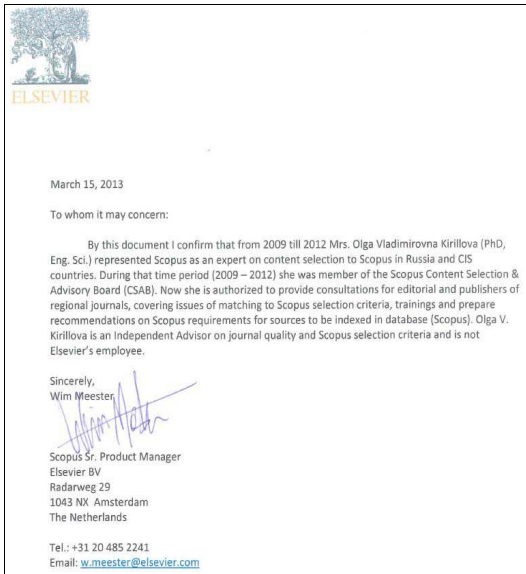 ELSEVIER
March 15, 2013
To whom it may concern:
By this document I confirm that from 2009 till 2012 Mrs. Olga Vladimirovna Kirillova (PhD,
Eng. Sci.) represented Scopus as an expert on content selection to Scopus in Russia and CIS
countries. During that time period (2009 – 2012) she was member of the Scopus Content Selection &
Advisory Board (CSAB). Now she is authorized to provide consultations for editorial and publishers of
regional journals, covering issues of matching to Scopus selection criteria, trainings and prepare
recommendations on Scopus requirements for sources to be indexed in database (Scopus). Olga V.
Kirillova is an Independent Advisor on journal quality and Scopus selection criteria and is not
Elsevier's employee.
Sincerely,
Wim Meester
Scopus Sr. Product Manager
Elsevier BV
Radarweg 29
1043 NX Amsterdam
The Netherlands
Tel.: +31 20 485 2241
Email: w.meester@elsevier.com